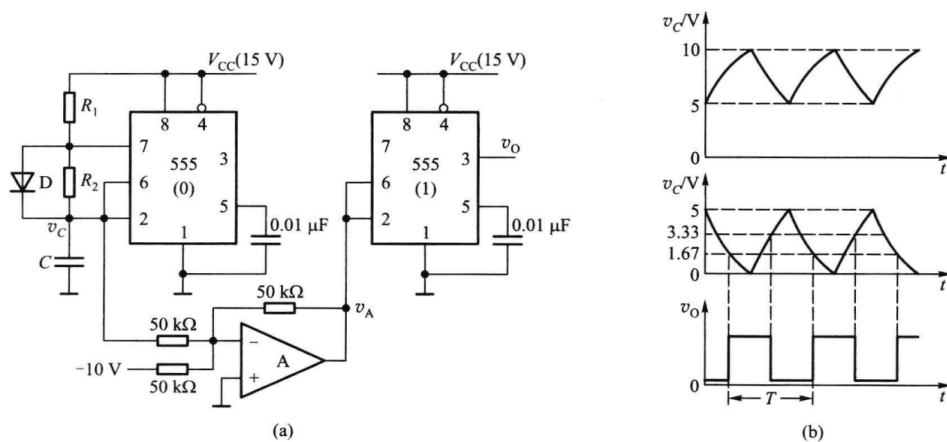 V_CC(15 V)
R_1
D
R_2
v_C
C
8
4
7
6
2
555
(0)
3
5
1
0.01 μF
50 kΩ
50 kΩ
−10 V
50 kΩ
−
+
A
v_A
V_CC(15 V)
8
4
6
2
555
(1)
3
5
1
v_O
0.01 μF
(a)
v_C/V
10
5
0
t
v_C/V
5
3.33
1.67
0
t
v_O
0
T
t
(b)